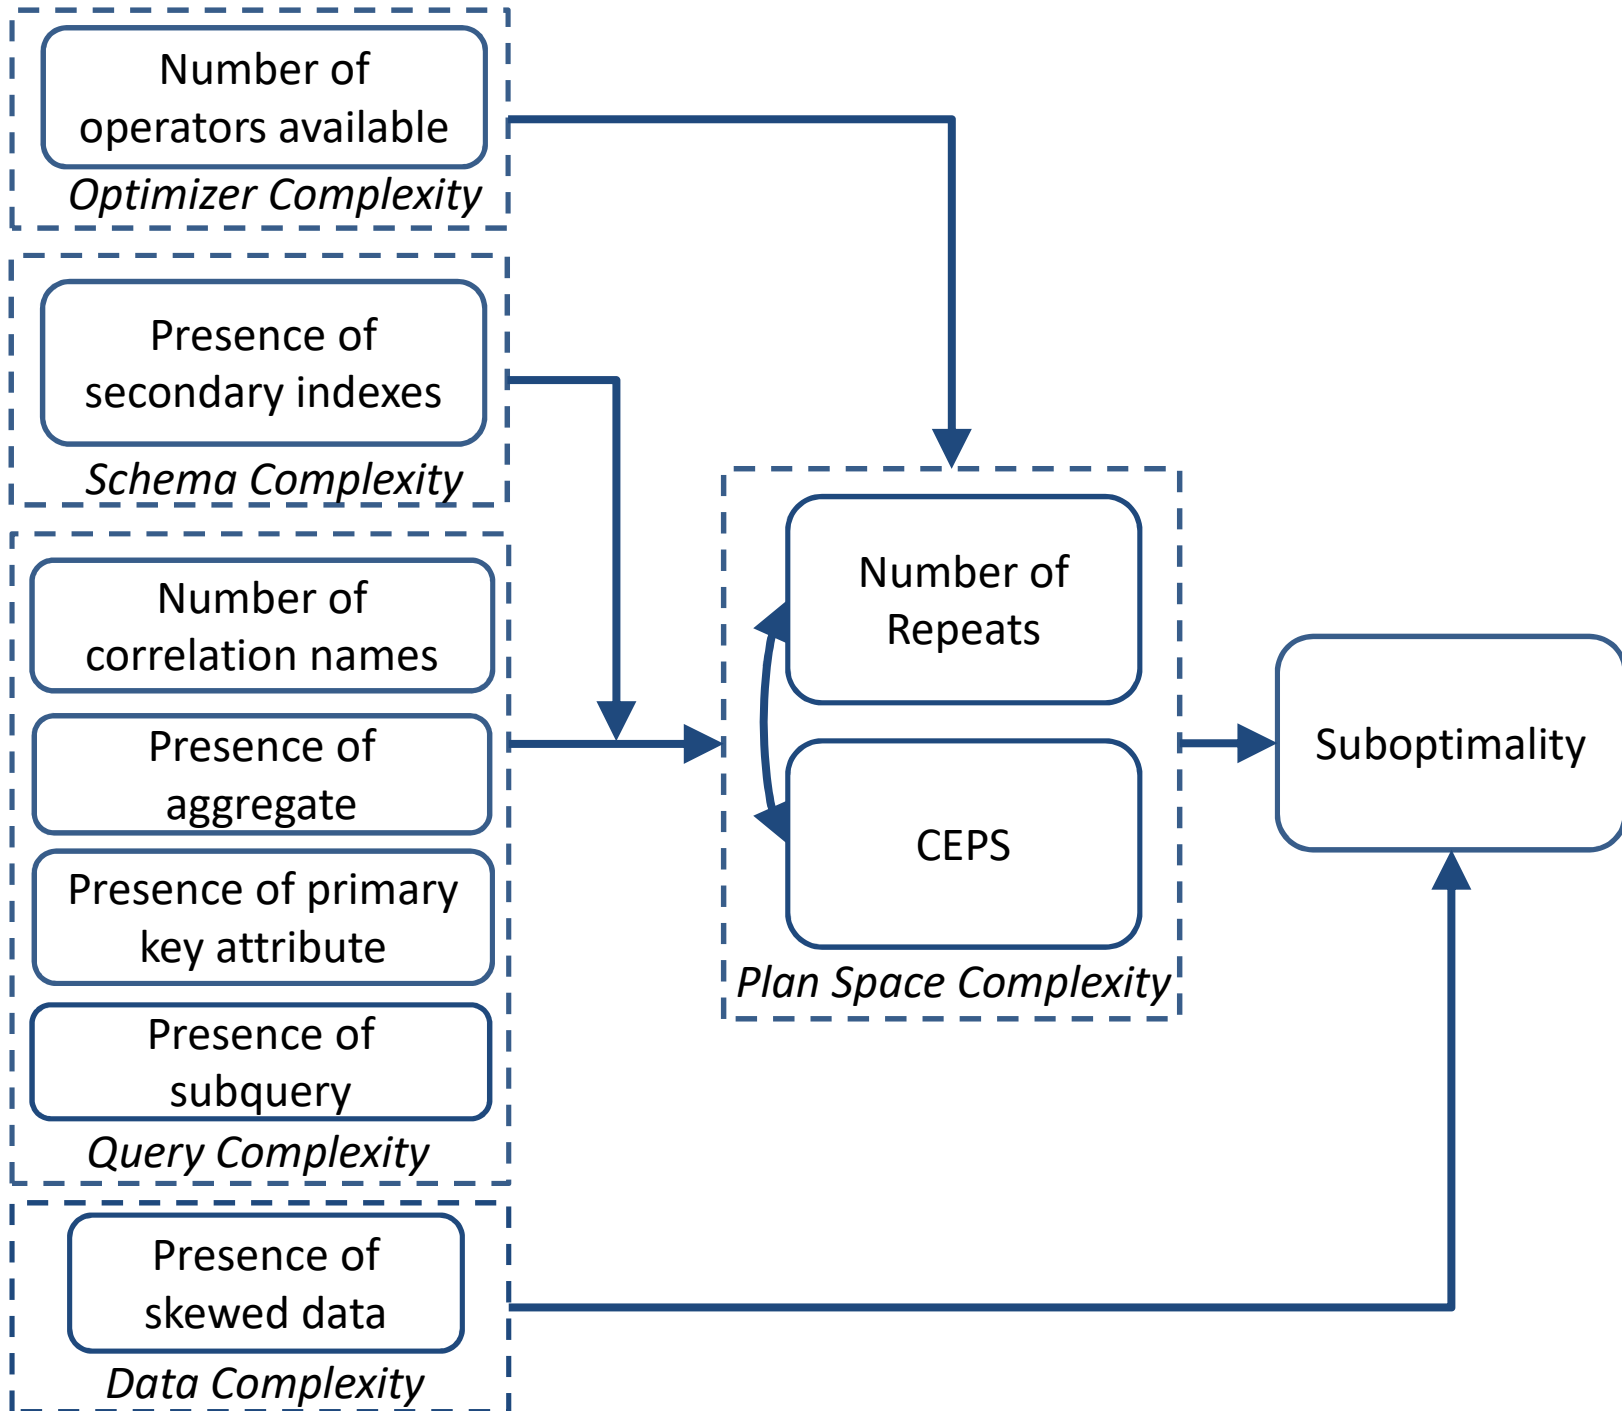 Number of
operators available
Optimizer Complexity
Presence of
secondary indexes
Schema Complexity
Number of
correlation names
Presence of
aggregate
Presence of primary
key attribute
Presence of
subquery
Query Complexity
Presence of
skewed data
Data Complexity
Number of
Repeats
CEPS
Plan Space Complexity
Suboptimality